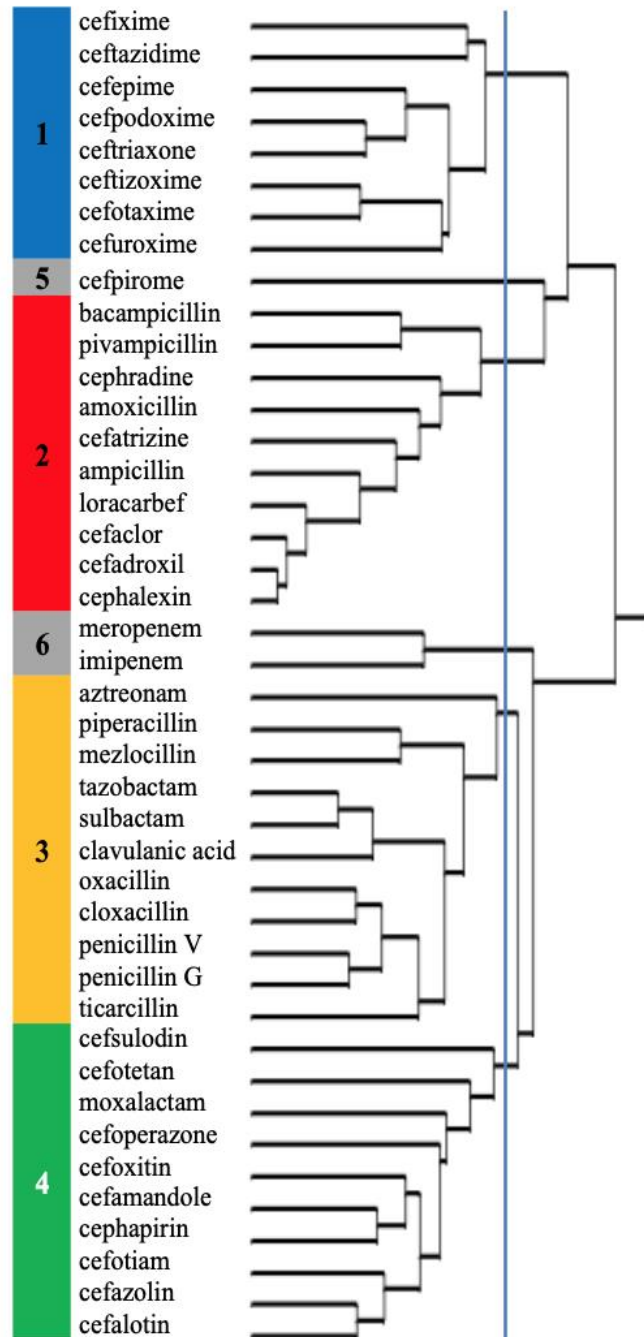 cefixime
ceftazidime
cefepime
cefpodoxime
1
ceftriaxone
ceftizoxime
cefotaxime
cefuroxime
5
cefpirome
bacampicillin
pivampicillin
cephradine
amoxicillin
cefatrizine
2
ampicillin
loracarbef
cefaclor
cefadroxil
cephalexin
meropenem
6
imipenem
aztreonam
piperacillin
mezlocillin
tazobactam
sulbactam
3
clavulanic acid
oxacillin
cloxacillin
penicillin V
penicillin G
ticarcillin
cefsulodin
cefotetan
moxalactam
cefoperazone
cefoxitin
4
cefamandole
cephapirin
cefotiam
cefazolin
cefalotin